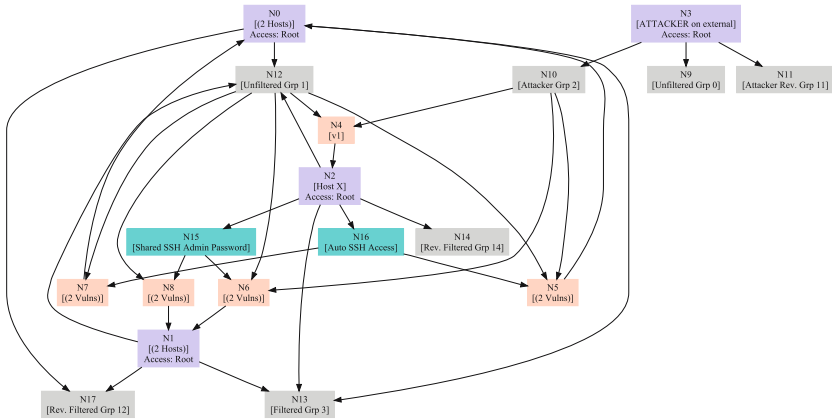 N0
[(2 Hosts)]
Access: Root
N3
[ATTACKER on external]
Access: Root
N12
[Unfiltered Grp 1]
N10
[Attacker Grp 2]
N9
[Unfiltered Grp 0]
N11
[Attacker Rev. Grp 11]
N4
[v1]
N2
[Host X]
Access: Root
N15
[Shared SSH Admin Password]
N16
[Auto SSH Access]
N14
[Rev. Filtered Grp 14]
N7
[(2 Vulns)]
N8
[(2 Vulns)]
N6
[(2 Vulns)]
N5
[(2 Vulns)]
N1
[(2 Hosts)]
Access: Root
N17
[Rev. Filtered Grp 12]
N13
[Filtered Grp 3]